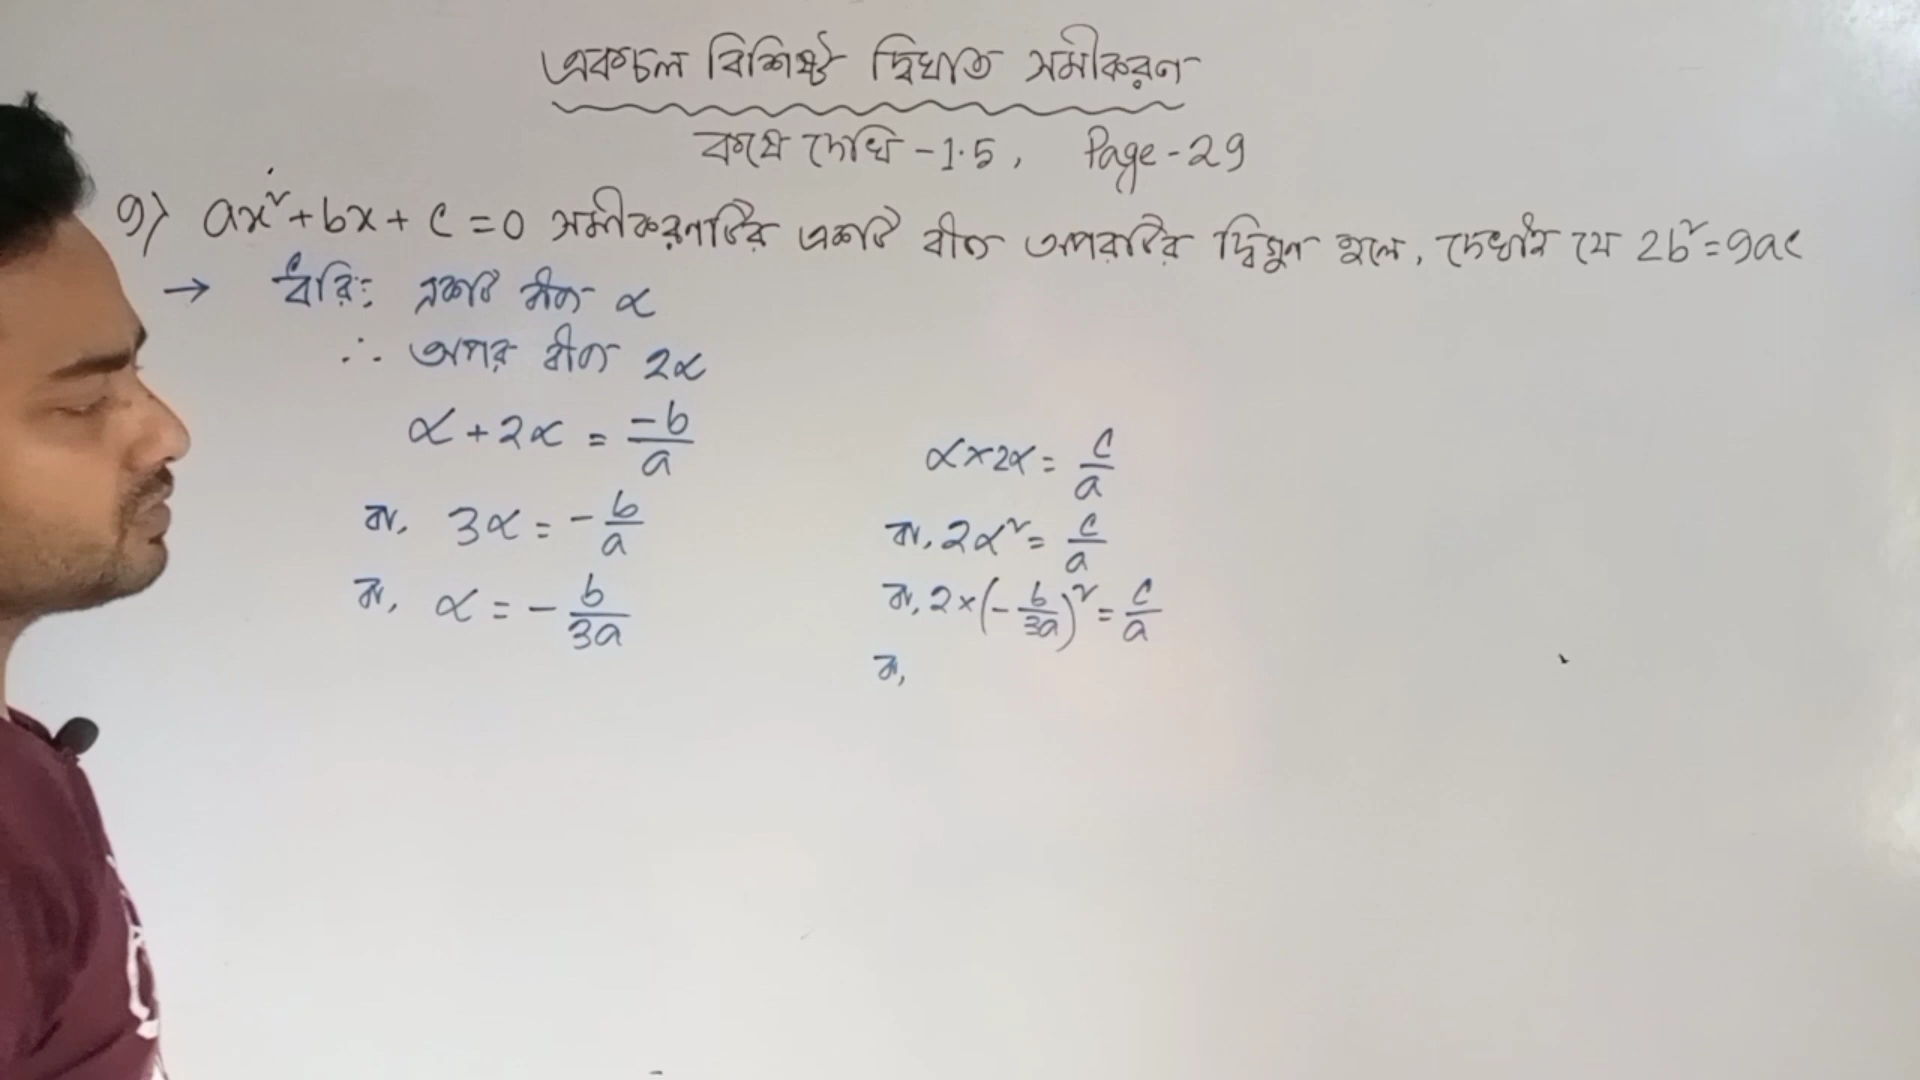 একচল বিশিষ্ট দ্বিঘাত সমীকরণ
কষে দেখি - 1.5, Page - 29
9) ax²+bx+c=0 সমীকরণটির একটি বীজ অপরটির দ্বিগুন হলে, দেখাই যে 2b²=9ac
→ ধরি: একটি বীজ α
∴ অপর বীজ 2α
α+2α = -b/a
বা, 3α = -b/a
বা, α = -b/3a
α×2α = c/a
বা, 2α² = c/a
বা, 2×(-b/3a)² = c/a
বা,